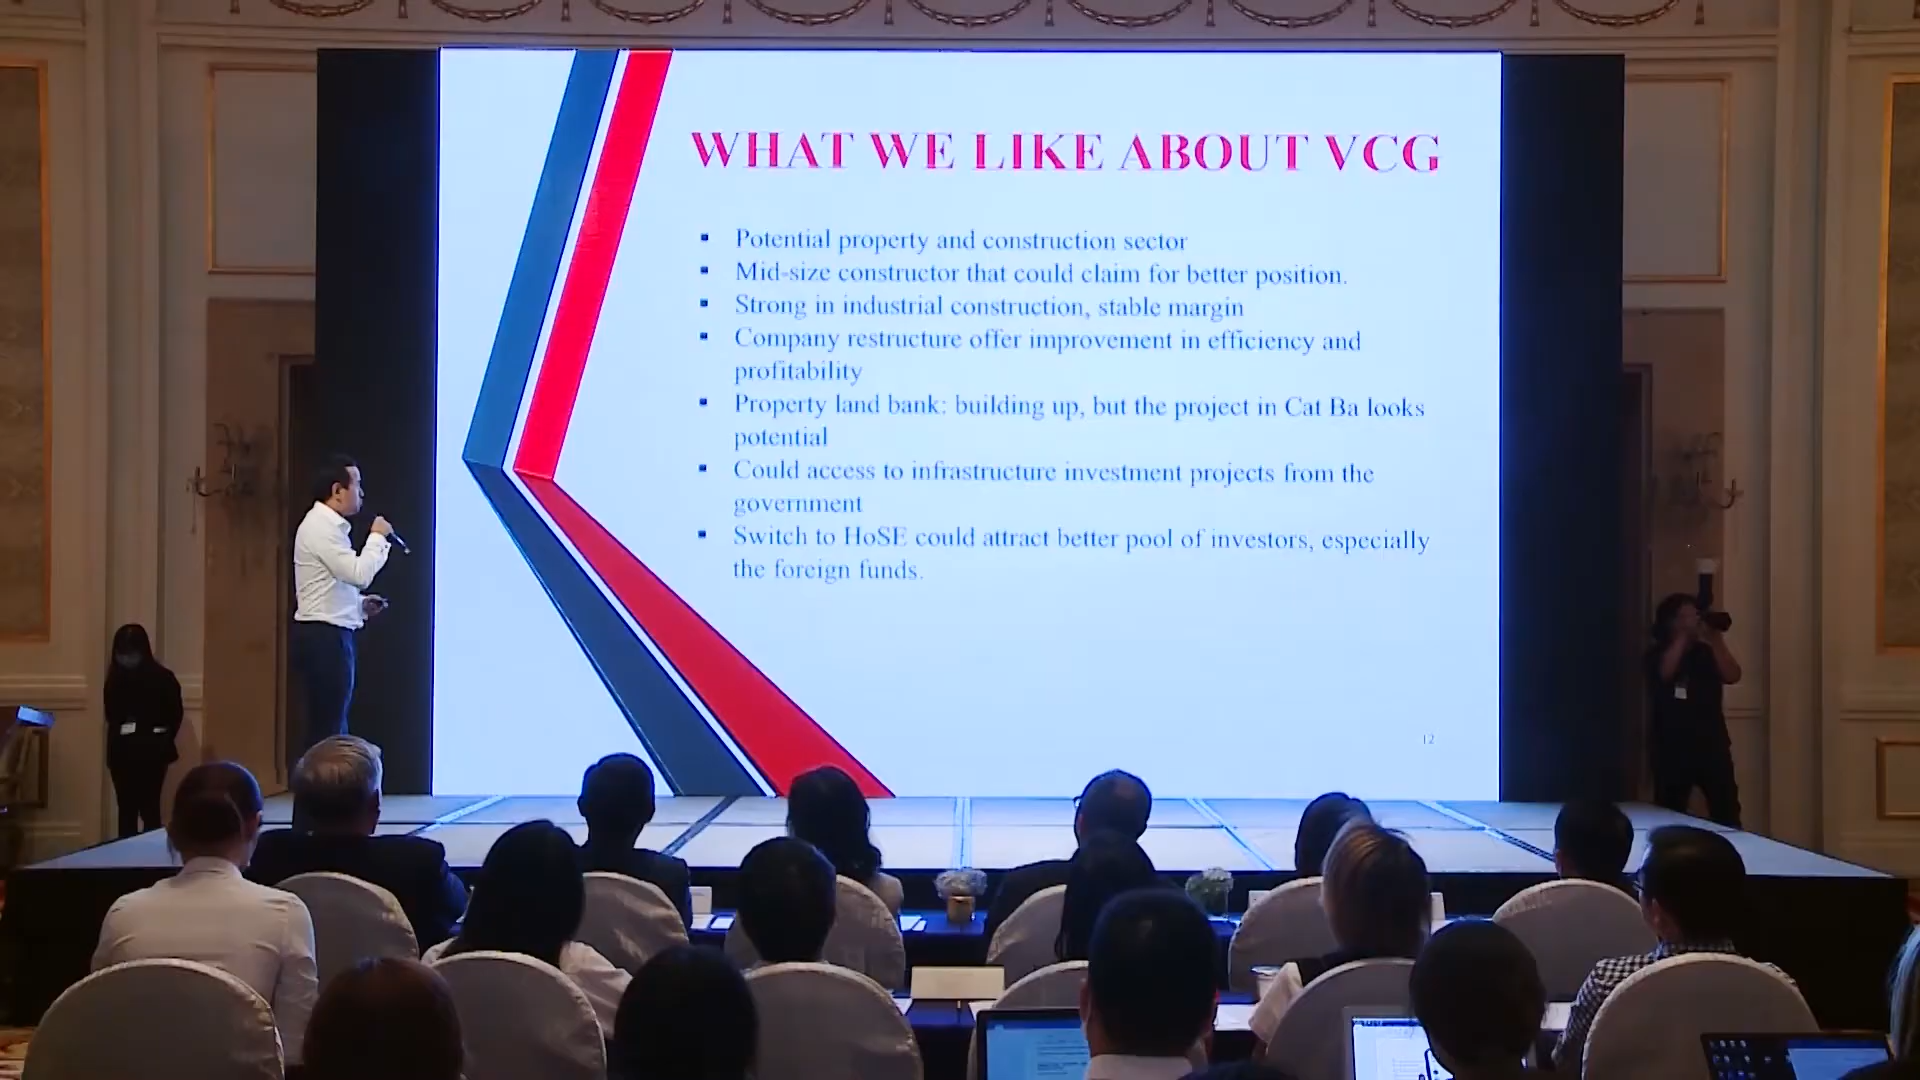 WHAT WE LIKE ABOUT VCG
▪ Potential property and construction sector
▪ Mid-size constructor that could claim for better position.
▪ Strong in industrial construction, stable margin
▪ Company restructure offer improvement in efficiency and
profitability
▪ Property land bank: building up, but the project in Cat Ba looks
potential
▪ Could access to infrastructure investment projects from the
government
▪ Switch to HoSE could attract better pool of investors, especially
the foreign funds.
12